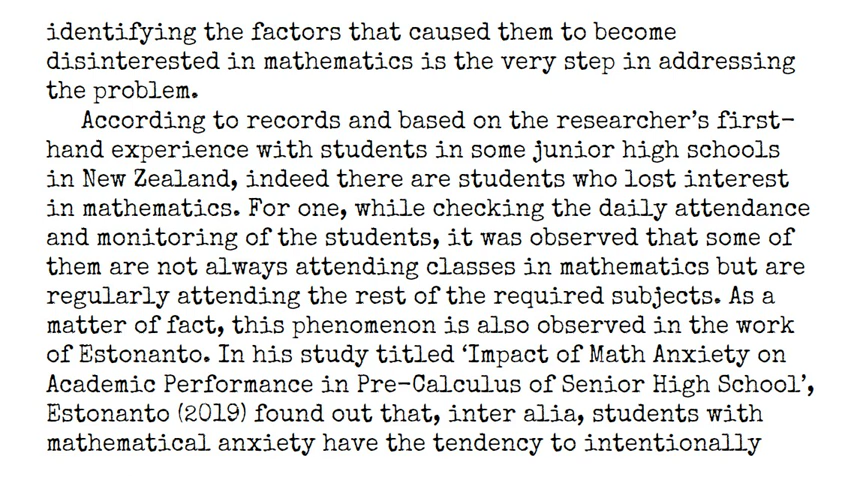 identifying the factors that caused them to become
disinterested in mathematics is the very step in addressing
the problem.
According to records and based on the researcher's first-
hand experience with students in some junior high schools
in New Zealand, indeed there are students who lost interest
in mathematics. For one, while checking the daily attendance
and monitoring of the students, it was observed that some of
them are not always attending classes in mathematics but are
regularly attending the rest of the required subjects. As a
matter of fact, this phenomenon is also observed in the work
of Estonanto. In his study titled ‘Impact of Math Anxiety on
Academic Performance in Pre-Calculus of Senior High School’,
Estonanto (2019) found out that, inter alia, students with
mathematical anxiety have the tendency to intentionally